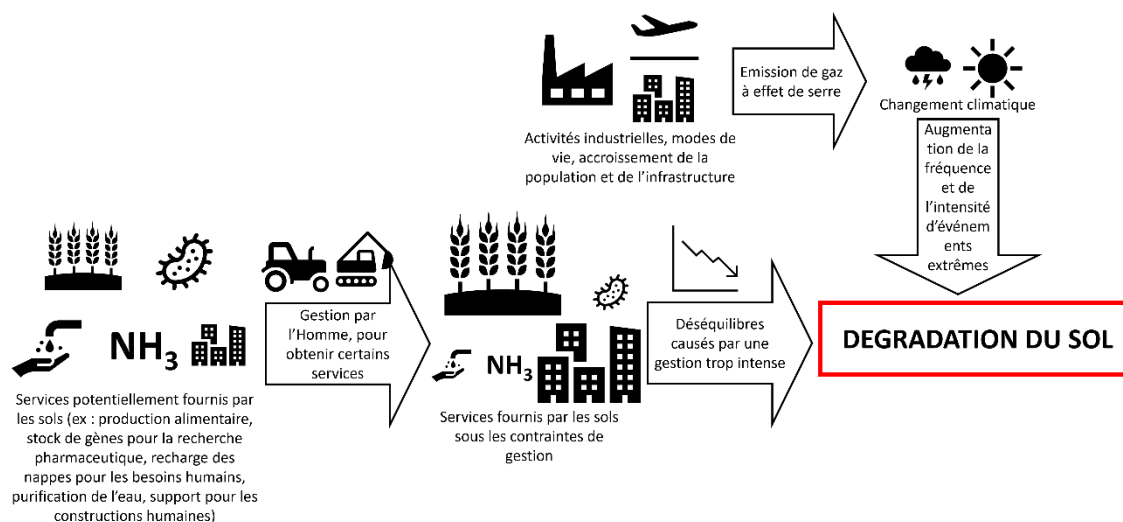 Emission de gaz
à effet de serre
Changement climatique
Activités industrielles, modes de
vie, accroissement de la
population et de l'infrastructure
Augmenta
tion de la
fréquence
et de
l'intensité
d'événem
ents
extrêmes
NH3
Services potentiellement fournis par
les sols (ex : production alimentaire,
stock de gènes pour la recherche
pharmaceutique, recharge des
nappes pour les besoins humains,
purification de l'eau, support pour les
constructions humaines)
Gestion par
l'Homme, pour
obtenir certains
services
NH3
Services fournis par les sols
sous les contraintes de
gestion
Déséquilibres
causés par une
gestion trop intense
DEGRADATION DU SOL